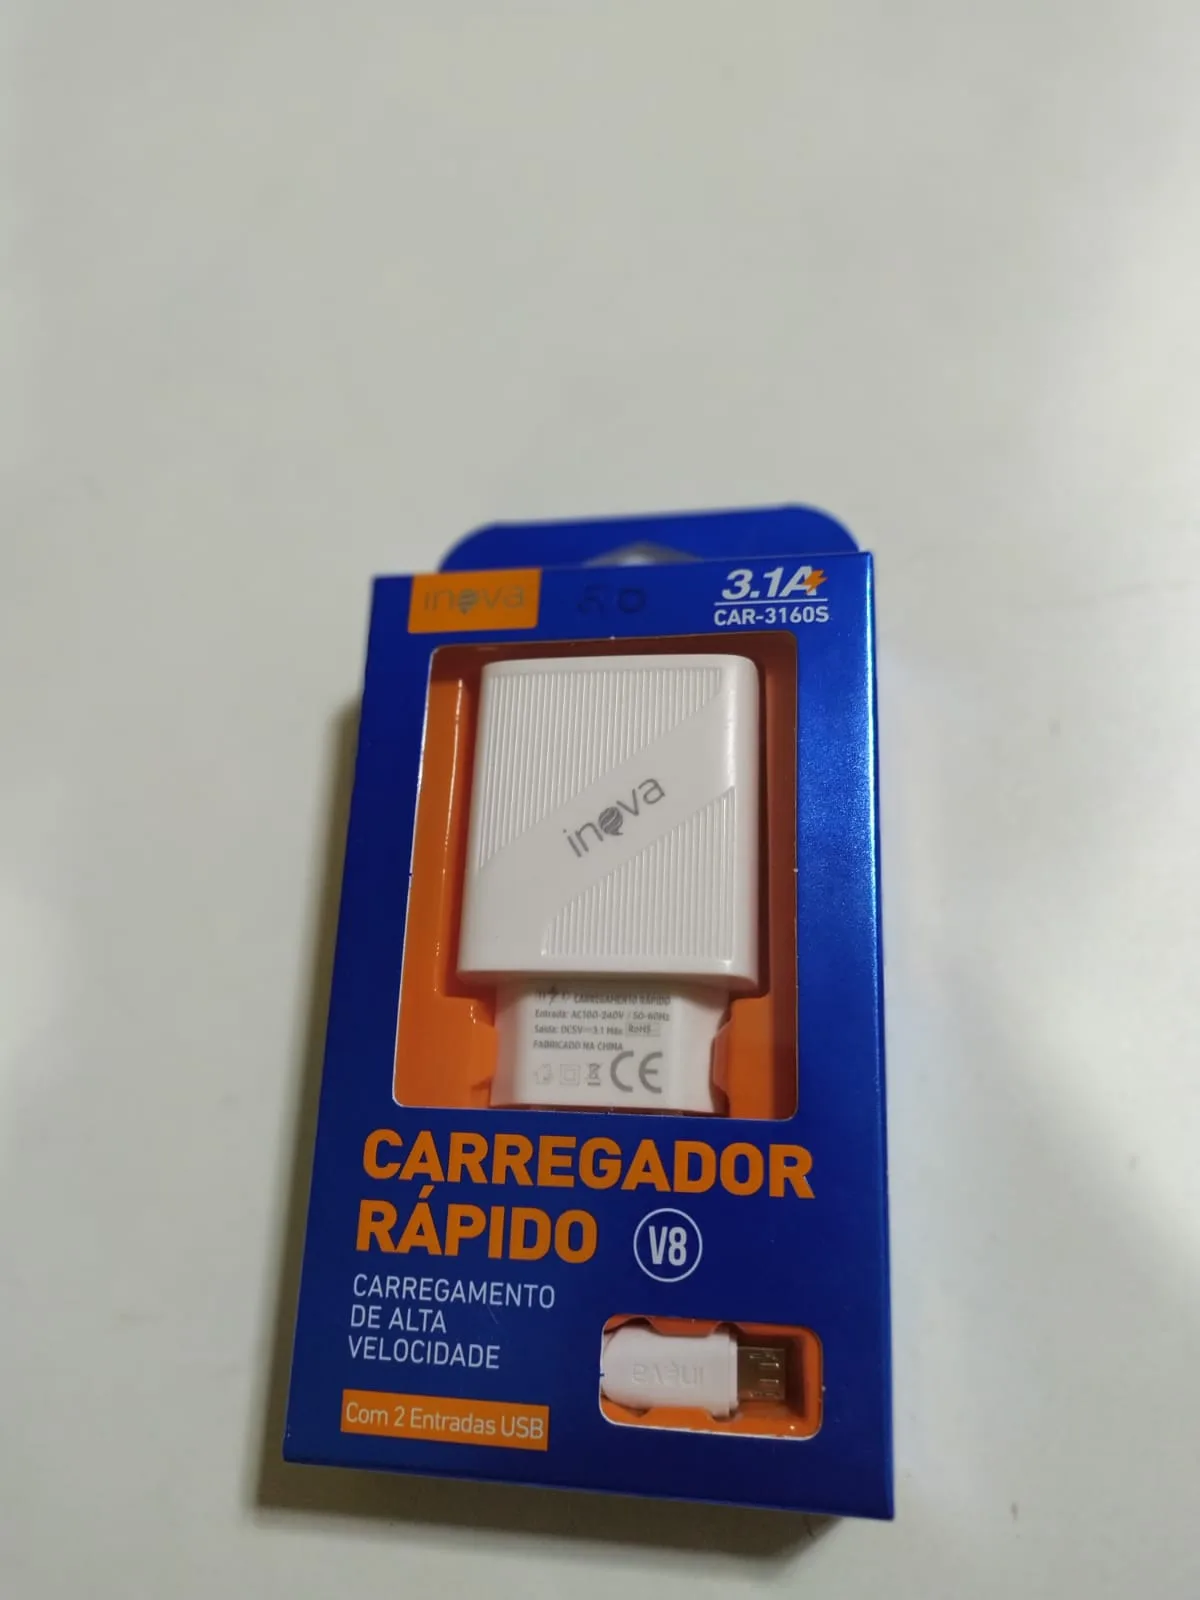 inova
3.1A
CAR-3160S
inova
CARREGAMENTO RÁPIDO
Entrada: AC100-240V / 50-60Hz
Saída: DC5V⎓3.1 Máx RoHS
FABRICADO NA CHINA
CE
CARREGADOR
RÁPIDO V8
CARREGAMENTO
DE ALTA
VELOCIDADE
inova
Com 2 Entradas USB